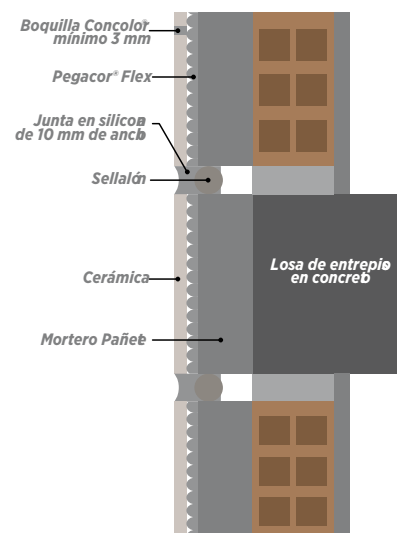 Boquilla Concolor®
mínimo 3 mm
Pegacor® Flex
Junta en silicona
de 10 mm de ancho
Sellalón
Cerámica
Losa de entrepiso
en concreto
Mortero Pañete